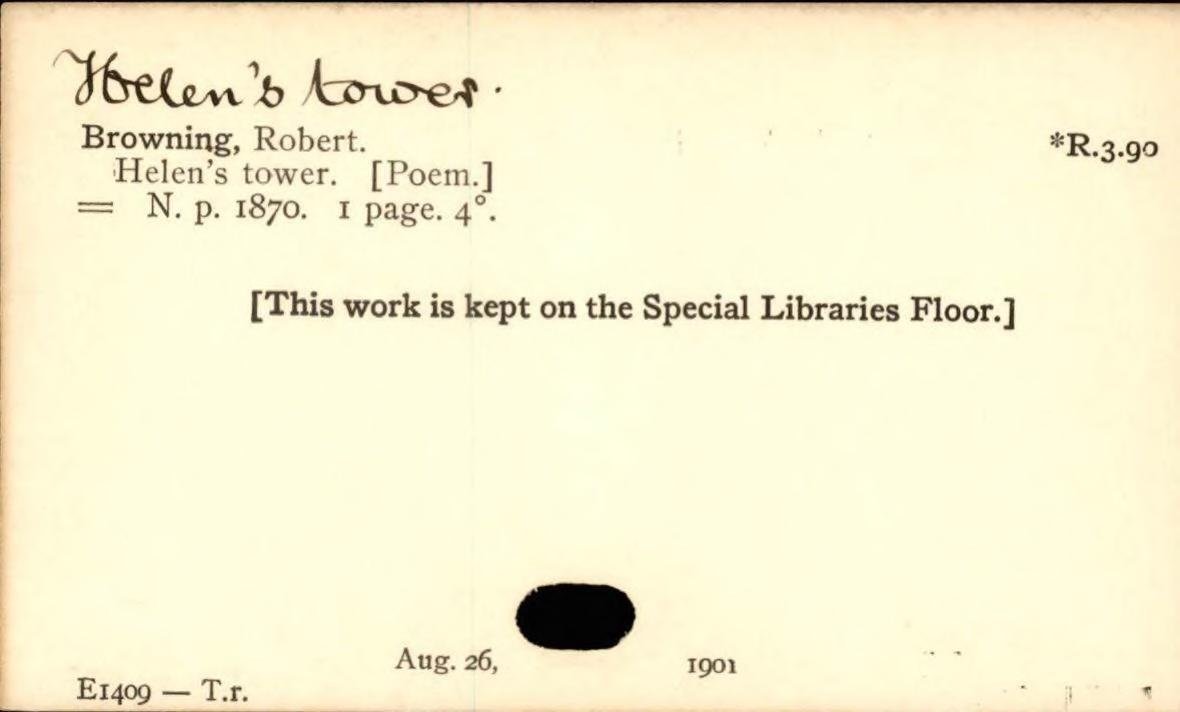 Helen's tower.
Browning, Robert. *R.3.90
Helen's tower. [Poem.]
= N. p. 1870. 1 page. 4°.
[This work is kept on the Special Libraries Floor.]
Aug. 26, 1901
E1409 — T.r.